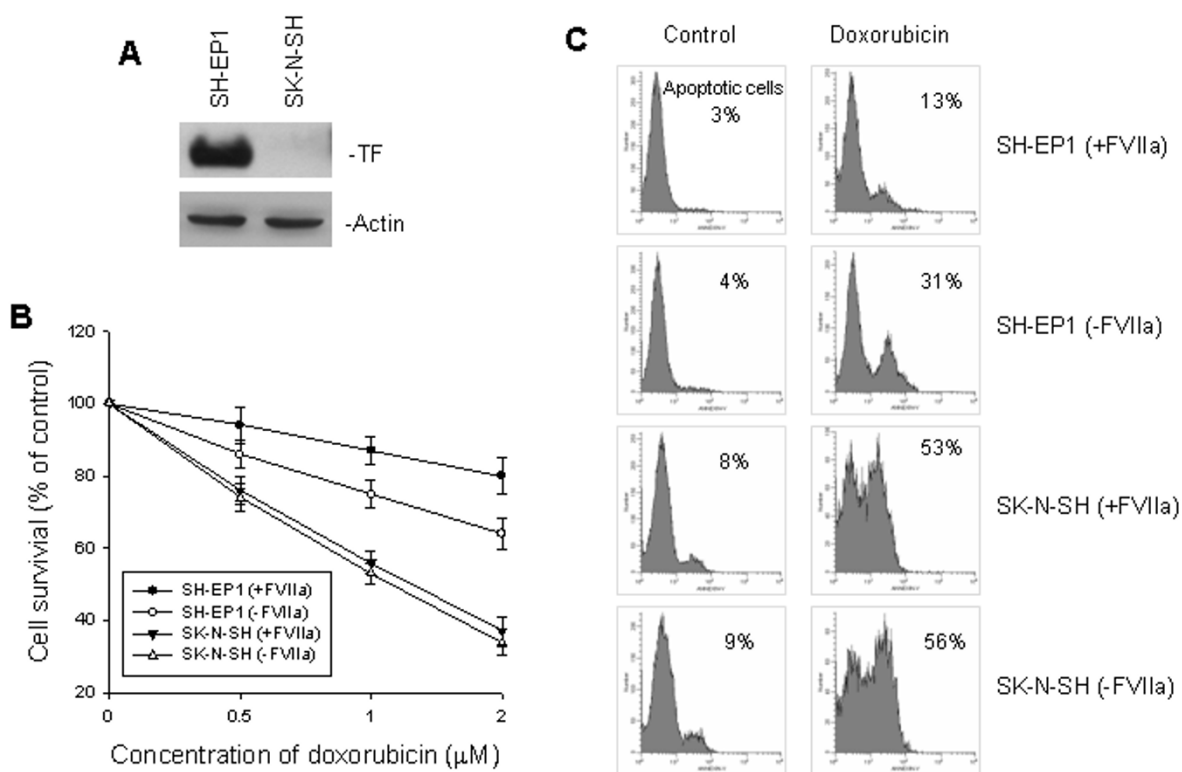 A
SH-EP1
SK-N-SH
-TF
-Actin
B
120
100
80
60
40
20
0
0.5
1
2
Cell survivial (% of control)
Concentration of doxorubicin (μM)
SH-EP1 (+FVIIa)
SH-EP1 (-FVIIa)
SK-N-SH (+FVIIa)
SK-N-SH (-FVIIa)
C
Control
Doxorubicin
Apoptotic cells
3%
13%
SH-EP1 (+FVIIa)
4%
31%
SH-EP1 (-FVIIa)
8%
53%
SK-N-SH (+FVIIa)
9%
56%
SK-N-SH (-FVIIa)